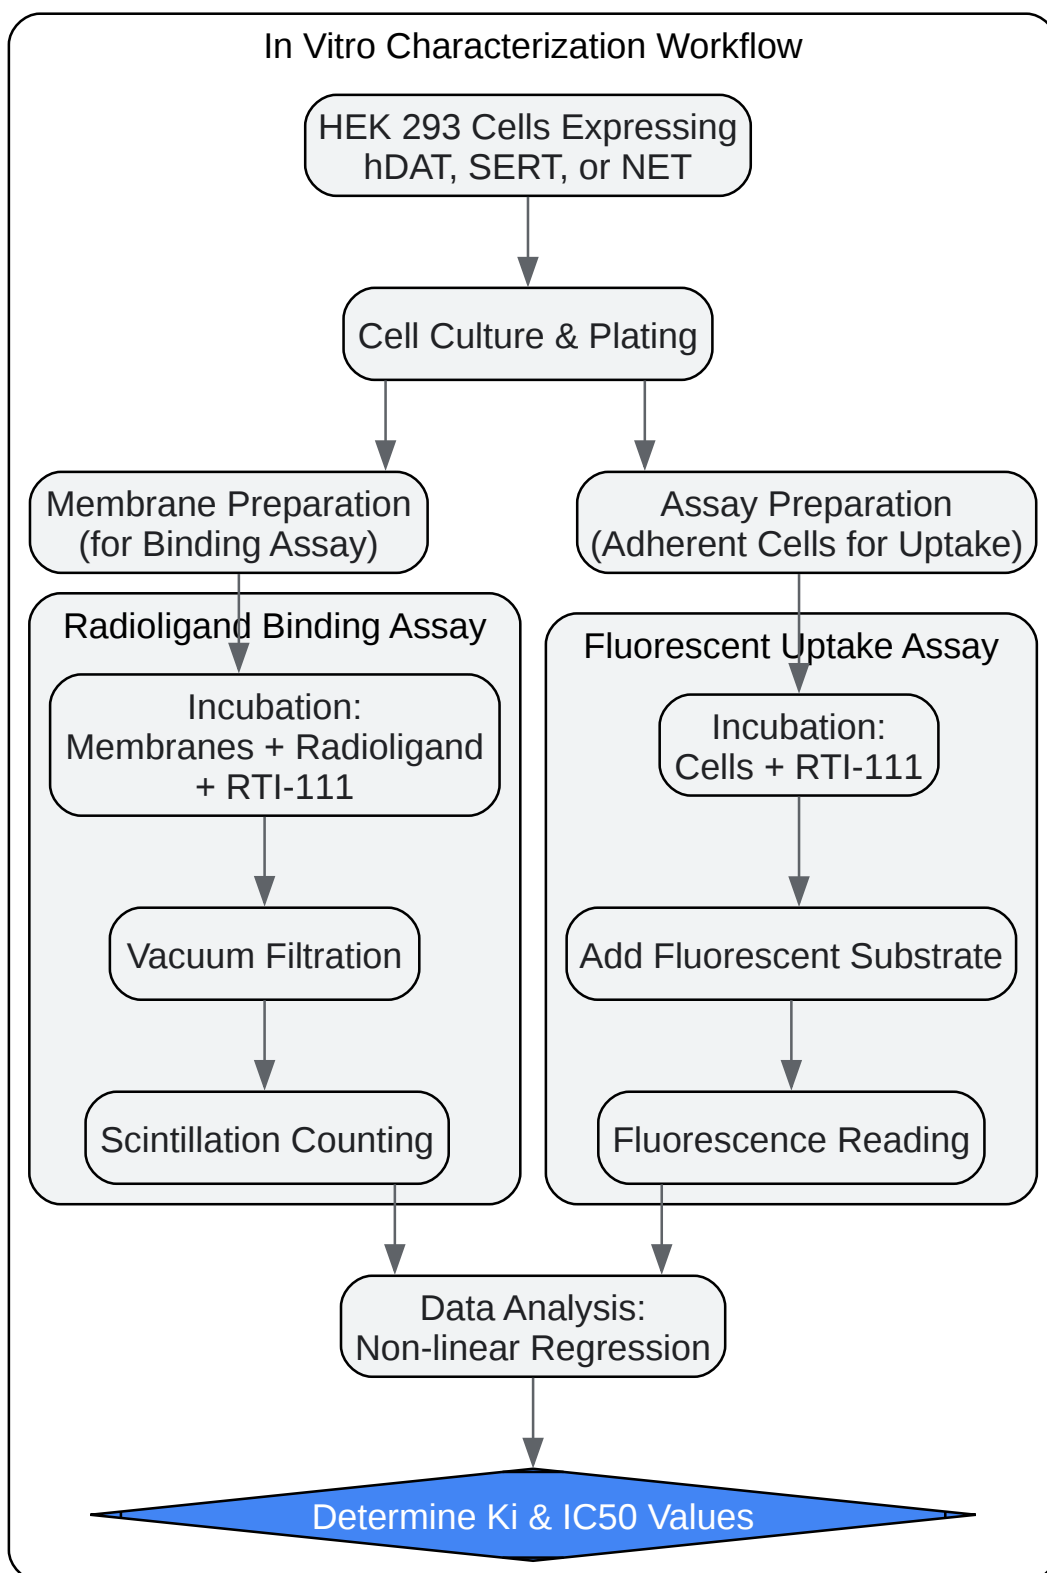 In Vitro Characterization Workflow
HEK 293 Cells Expressing
hDAT, SERT, or NET
Cell Culture & Plating
Membrane Preparation
(for Binding Assay)
Assay Preparation
(Adherent Cells for Uptake)
Radioligand Binding Assay
Incubation:
Membranes + Radioligand
+ RTI-111
Vacuum Filtration
Scintillation Counting
Fluorescent Uptake Assay
Incubation:
Cells + RTI-111
Add Fluorescent Substrate
Fluorescence Reading
Data Analysis:
Non-linear Regression
Determine Ki & IC50 Values